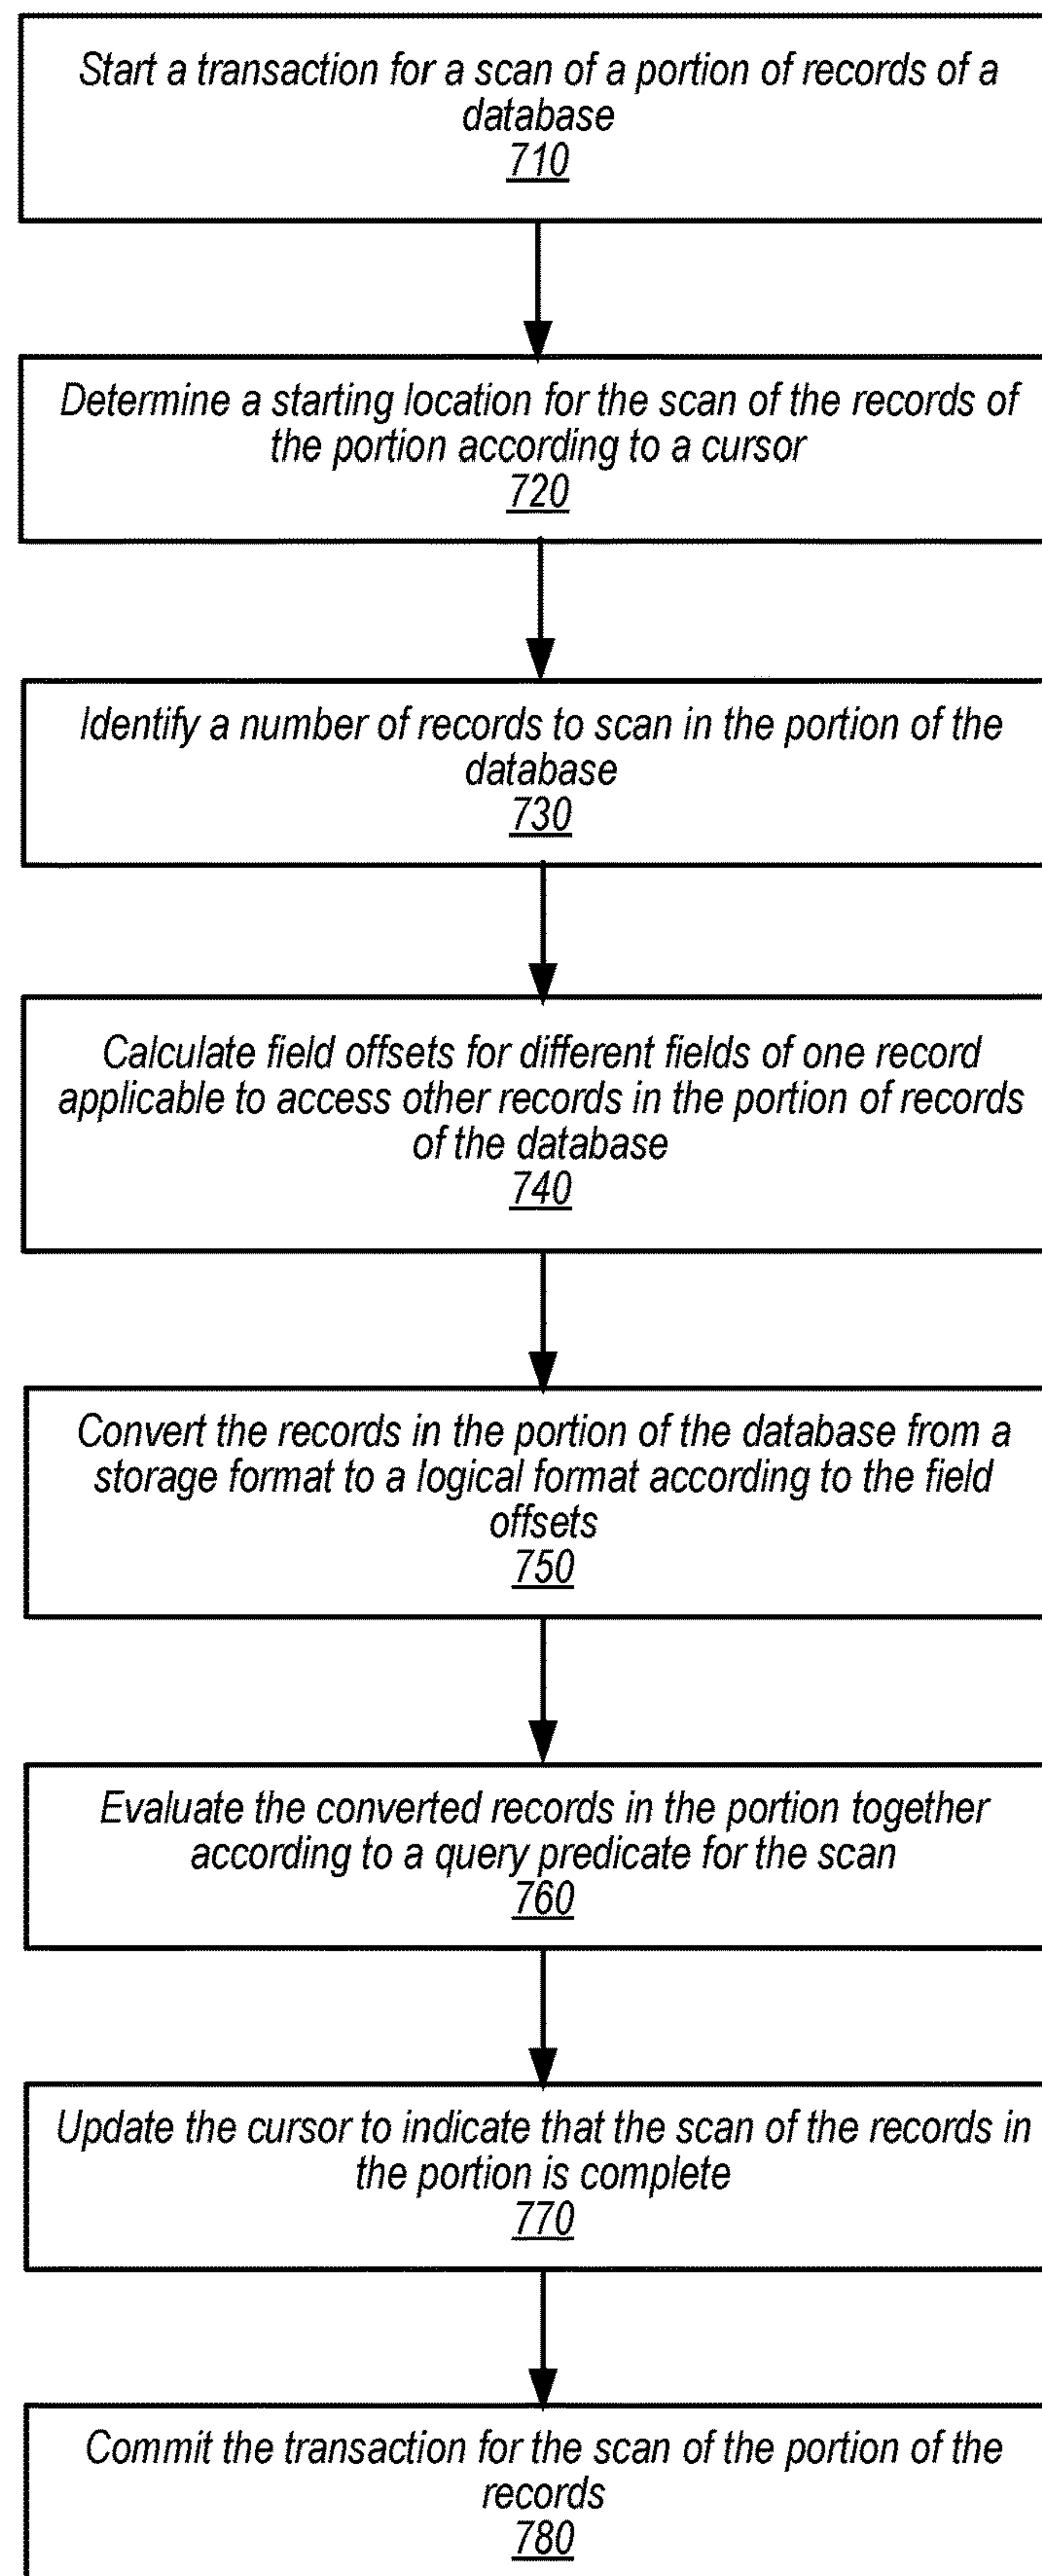 Start a transaction for a scan of a portion of records of a
database
710
Determine a starting location for the scan of the records of
the portion according to a cursor
720
Identify a number of records to scan in the portion of the
database
730
Calculate field offsets for different fields of one record
applicable to access other records in the portion of records
of the database
740
Convert the records in the portion of the database from a
storage format to a logical format according to the field
offsets
750
Evaluate the converted records in the portion together
according to a query predicate for the scan
760
Update the cursor to indicate that the scan of the records in
the portion is complete
770
Commit the transaction for the scan of the portion of the
records
780